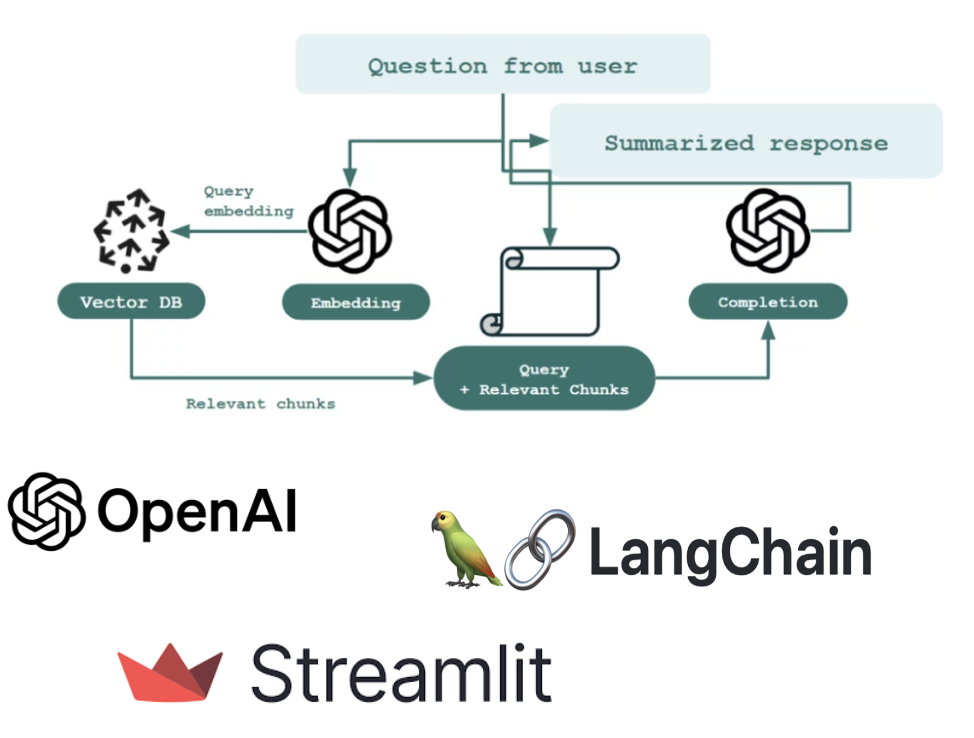 Question from user
Summarized response
Query
embedding
Vector DB
Embedding
Completion
Query
+ Relevant Chunks
Relevant chunks
OpenAI
LangChain
Streamlit